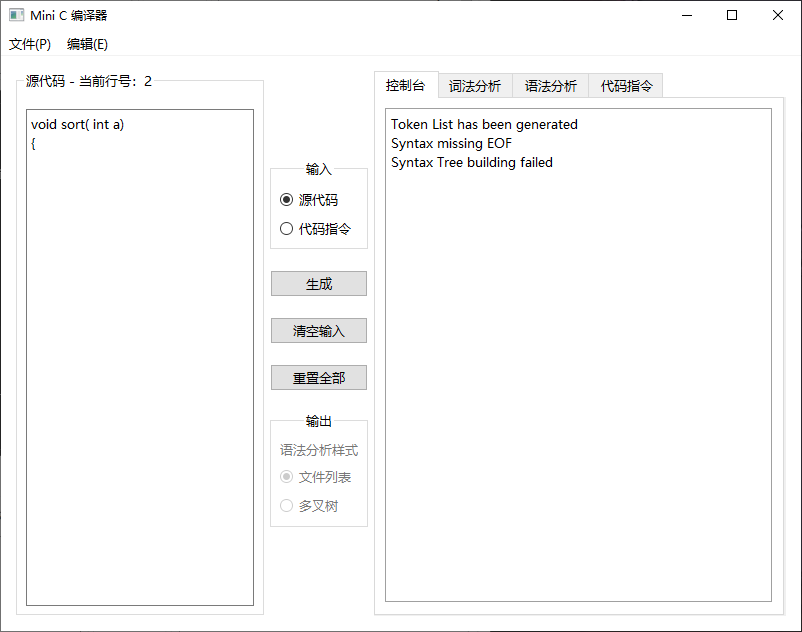 Mini C 编译器
文件(P) 编辑(E)
源代码 - 当前行号：2
void sort( int a)
{
输入
源代码
代码指令
生成
清空输入
重置全部
输出
语法分析样式
文件列表
多叉树
控制台 词法分析 语法分析 代码指令
Token List has been generated
Syntax missing EOF
Syntax Tree building failed